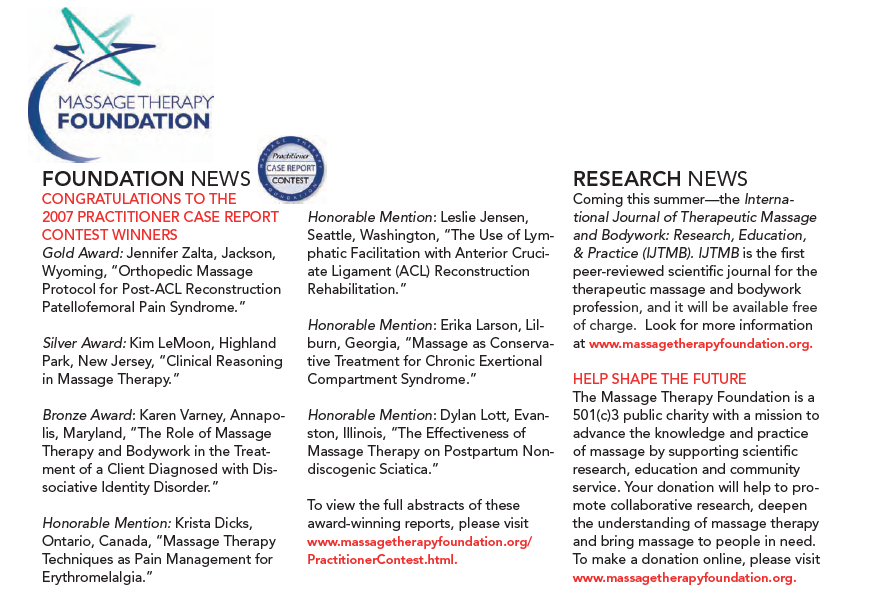 MASSAGE THERAPY
FOUNDATION
FOUNDATION NEWS
CONGRATULATIONS TO THE
2007 PRACTITIONER CASE REPORT
CONTEST WINNERS
Gold Award: Jennifer Zalta, Jackson,
Wyoming, “Orthopedic Massage
Protocol for Post-ACL Reconstruction
Patellofemoral Pain Syndrome.”
Silver Award: Kim LeMoon, Highland
Park, New Jersey, “Clinical Reasoning
in Massage Therapy.”
Bronze Award: Karen Varney, Annapo-
lis, Maryland, “The Role of Massage
Therapy and Bodywork in the Treat-
ment of a Client Diagnosed with Dis-
sociative Identity Disorder.”
Honorable Mention: Krista Dicks,
Ontario, Canada, “Massage Therapy
Techniques as Pain Management for
Erythromelalgia.”
MASSAGE THERAPY
Practitioner
CASE REPORT
CONTEST
FOUNDATION
Honorable Mention: Leslie Jensen,
Seattle, Washington, “The Use of Lym-
phatic Facilitation with Anterior Cruci-
ate Ligament (ACL) Reconstruction
Rehabilitation.”
Honorable Mention: Erika Larson, Lil-
burn, Georgia, “Massage as Conserva-
tive Treatment for Chronic Exertional
Compartment Syndrome.”
Honorable Mention: Dylan Lott, Evan-
ston, Illinois, “The Effectiveness of
Massage Therapy on Postpartum Non-
discogenic Sciatica.”
To view the full abstracts of these
award-winning reports, please visit
www.massagetherapyfoundation.org/
PractitionerContest.html.
RESEARCH NEWS
Coming this summer—the Interna-
tional Journal of Therapeutic Massage
and Bodywork: Research, Education,
& Practice (IJTMB). IJTMB is the first
peer-reviewed scientific journal for the
therapeutic massage and bodywork
profession, and it will be available free
of charge.  Look for more information
at www.massagetherapyfoundation.org.
HELP SHAPE THE FUTURE
The Massage Therapy Foundation is a
501(c)3 public charity with a mission to
advance the knowledge and practice
of massage by supporting scientific
research, education and community
service. Your donation will help to pro-
mote collaborative research, deepen
the understanding of massage therapy
and bring massage to people in need.
To make a donation online, please visit
www.massagetherapyfoundation.org.